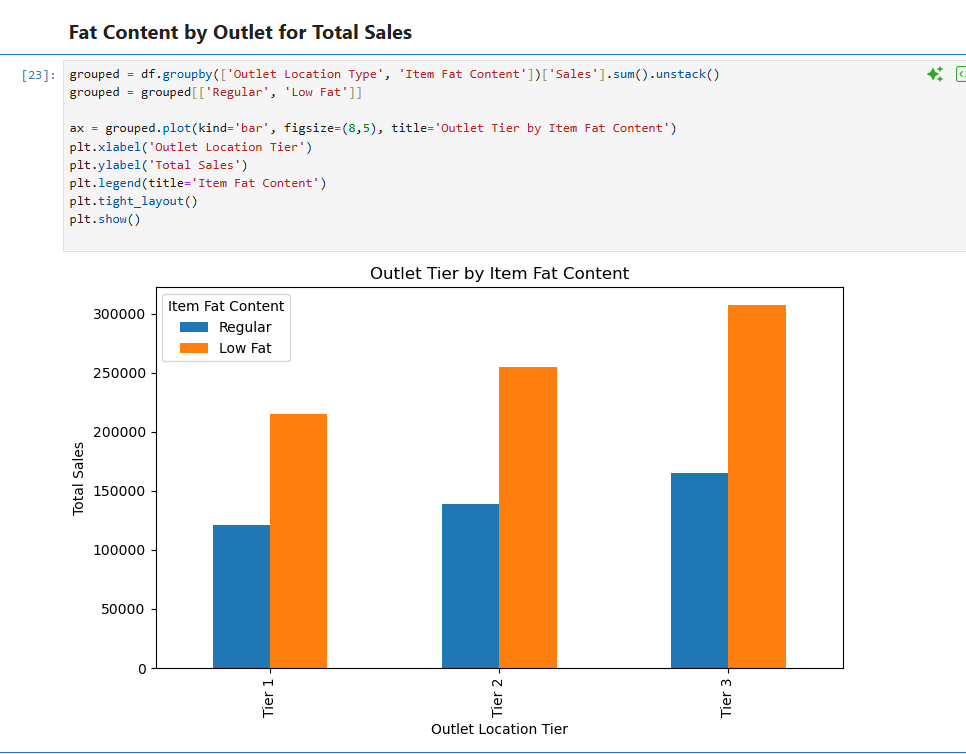 Fat Content by Outlet for Total Sales
[23]:
grouped = df.groupby(['Outlet Location Type', 'Item Fat Content'])['Sales'].sum().unstack()
grouped = grouped[['Regular', 'Low Fat']]
ax = grouped.plot(kind='bar', figsize=(8,5), title='Outlet Tier by Item Fat Content')
plt.xlabel('Outlet Location Tier')
plt.ylabel('Total Sales')
plt.legend(title='Item Fat Content')
plt.tight_layout()
plt.show()
Outlet Tier by Item Fat Content
Item Fat Content
Regular
Low Fat
300000
250000
200000
150000
100000
50000
0
Total Sales
Tier 1
Tier 2
Tier 3
Outlet Location Tier